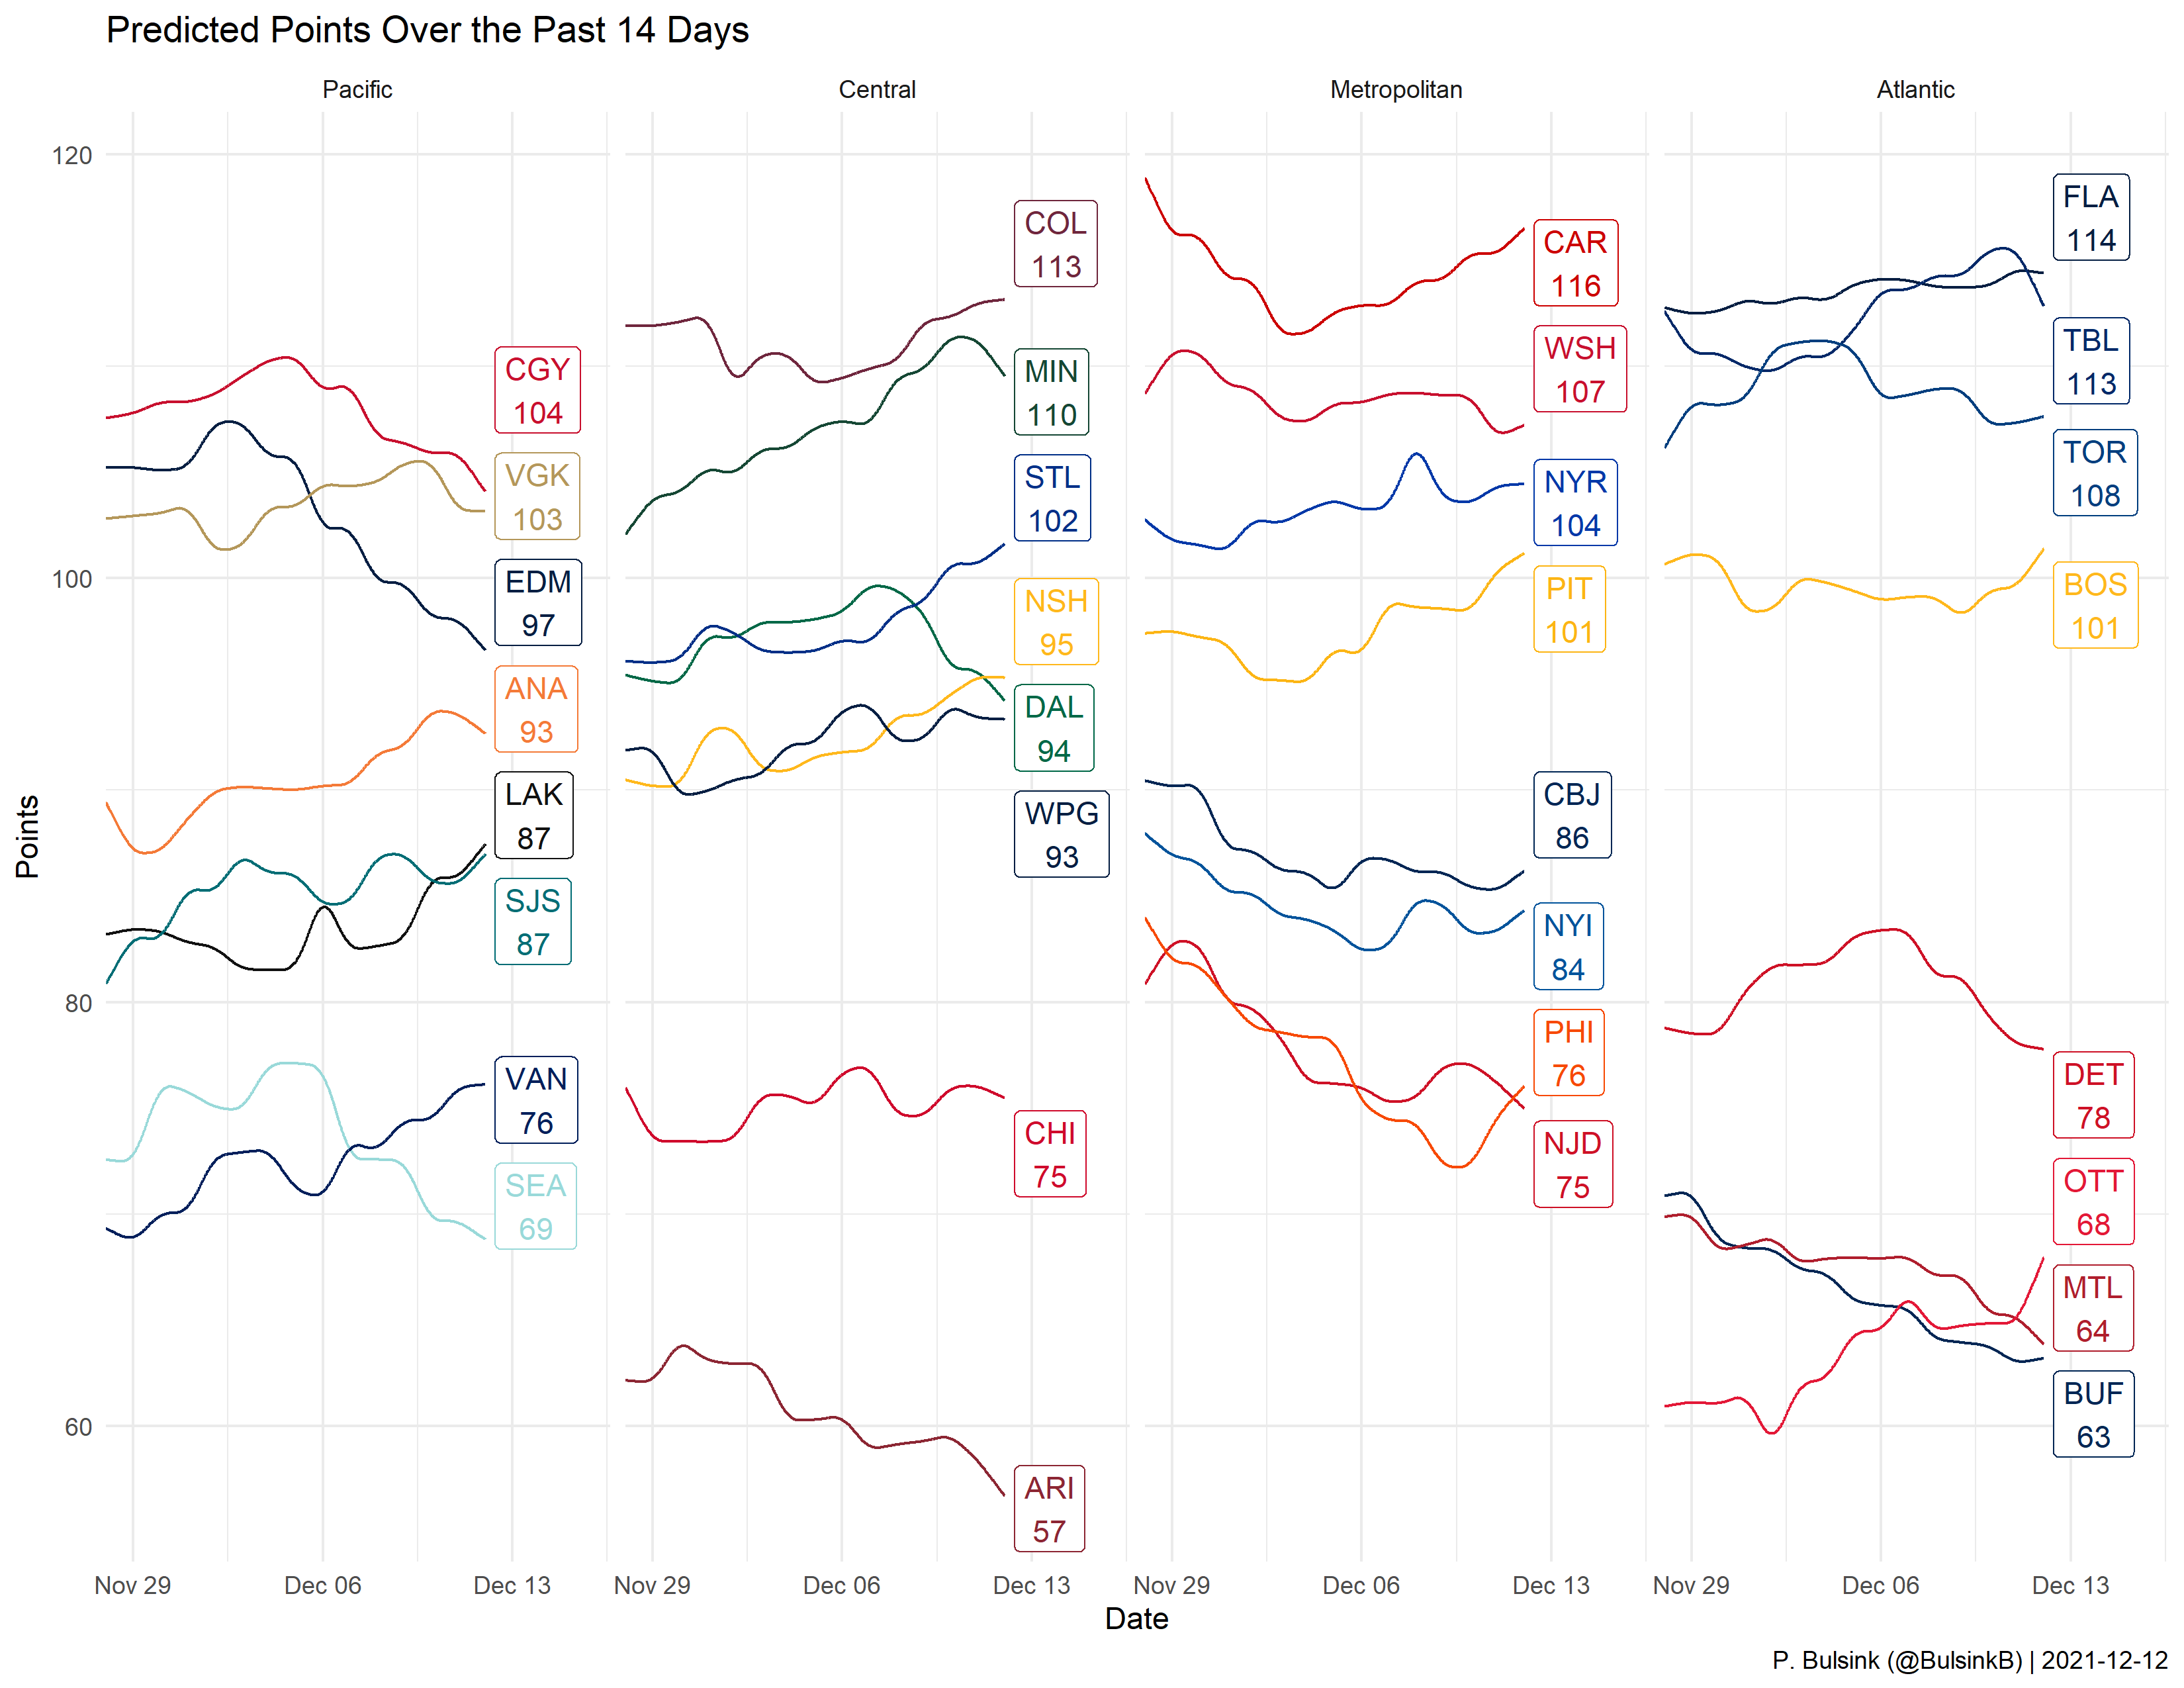 Predicted Points Over the Past 14 Days
Pacific
Central
Metropolitan
Atlantic
Points
120
100
80
60
CGY
104
VGK
103
EDM
97
ANA
93
LAK
87
SJS
87
VAN
76
SEA
69
COL
113
MIN
110
STL
102
NSH
95
DAL
94
WPG
93
CHI
75
ARI
57
CAR
116
WSH
107
NYR
104
PIT
101
CBJ
86
NYI
84
PHI
76
NJD
75
FLA
114
TBL
113
TOR
108
BOS
101
DET
78
OTT
68
MTL
64
BUF
63
Nov 29 Dec 06 Dec 13 Nov 29 Dec 06 Dec 13 Nov 29 Dec 06 Dec 13 Nov 29 Dec 06 Dec 13
Date
P. Bulsink (@BulsinkB) | 2021-12-12